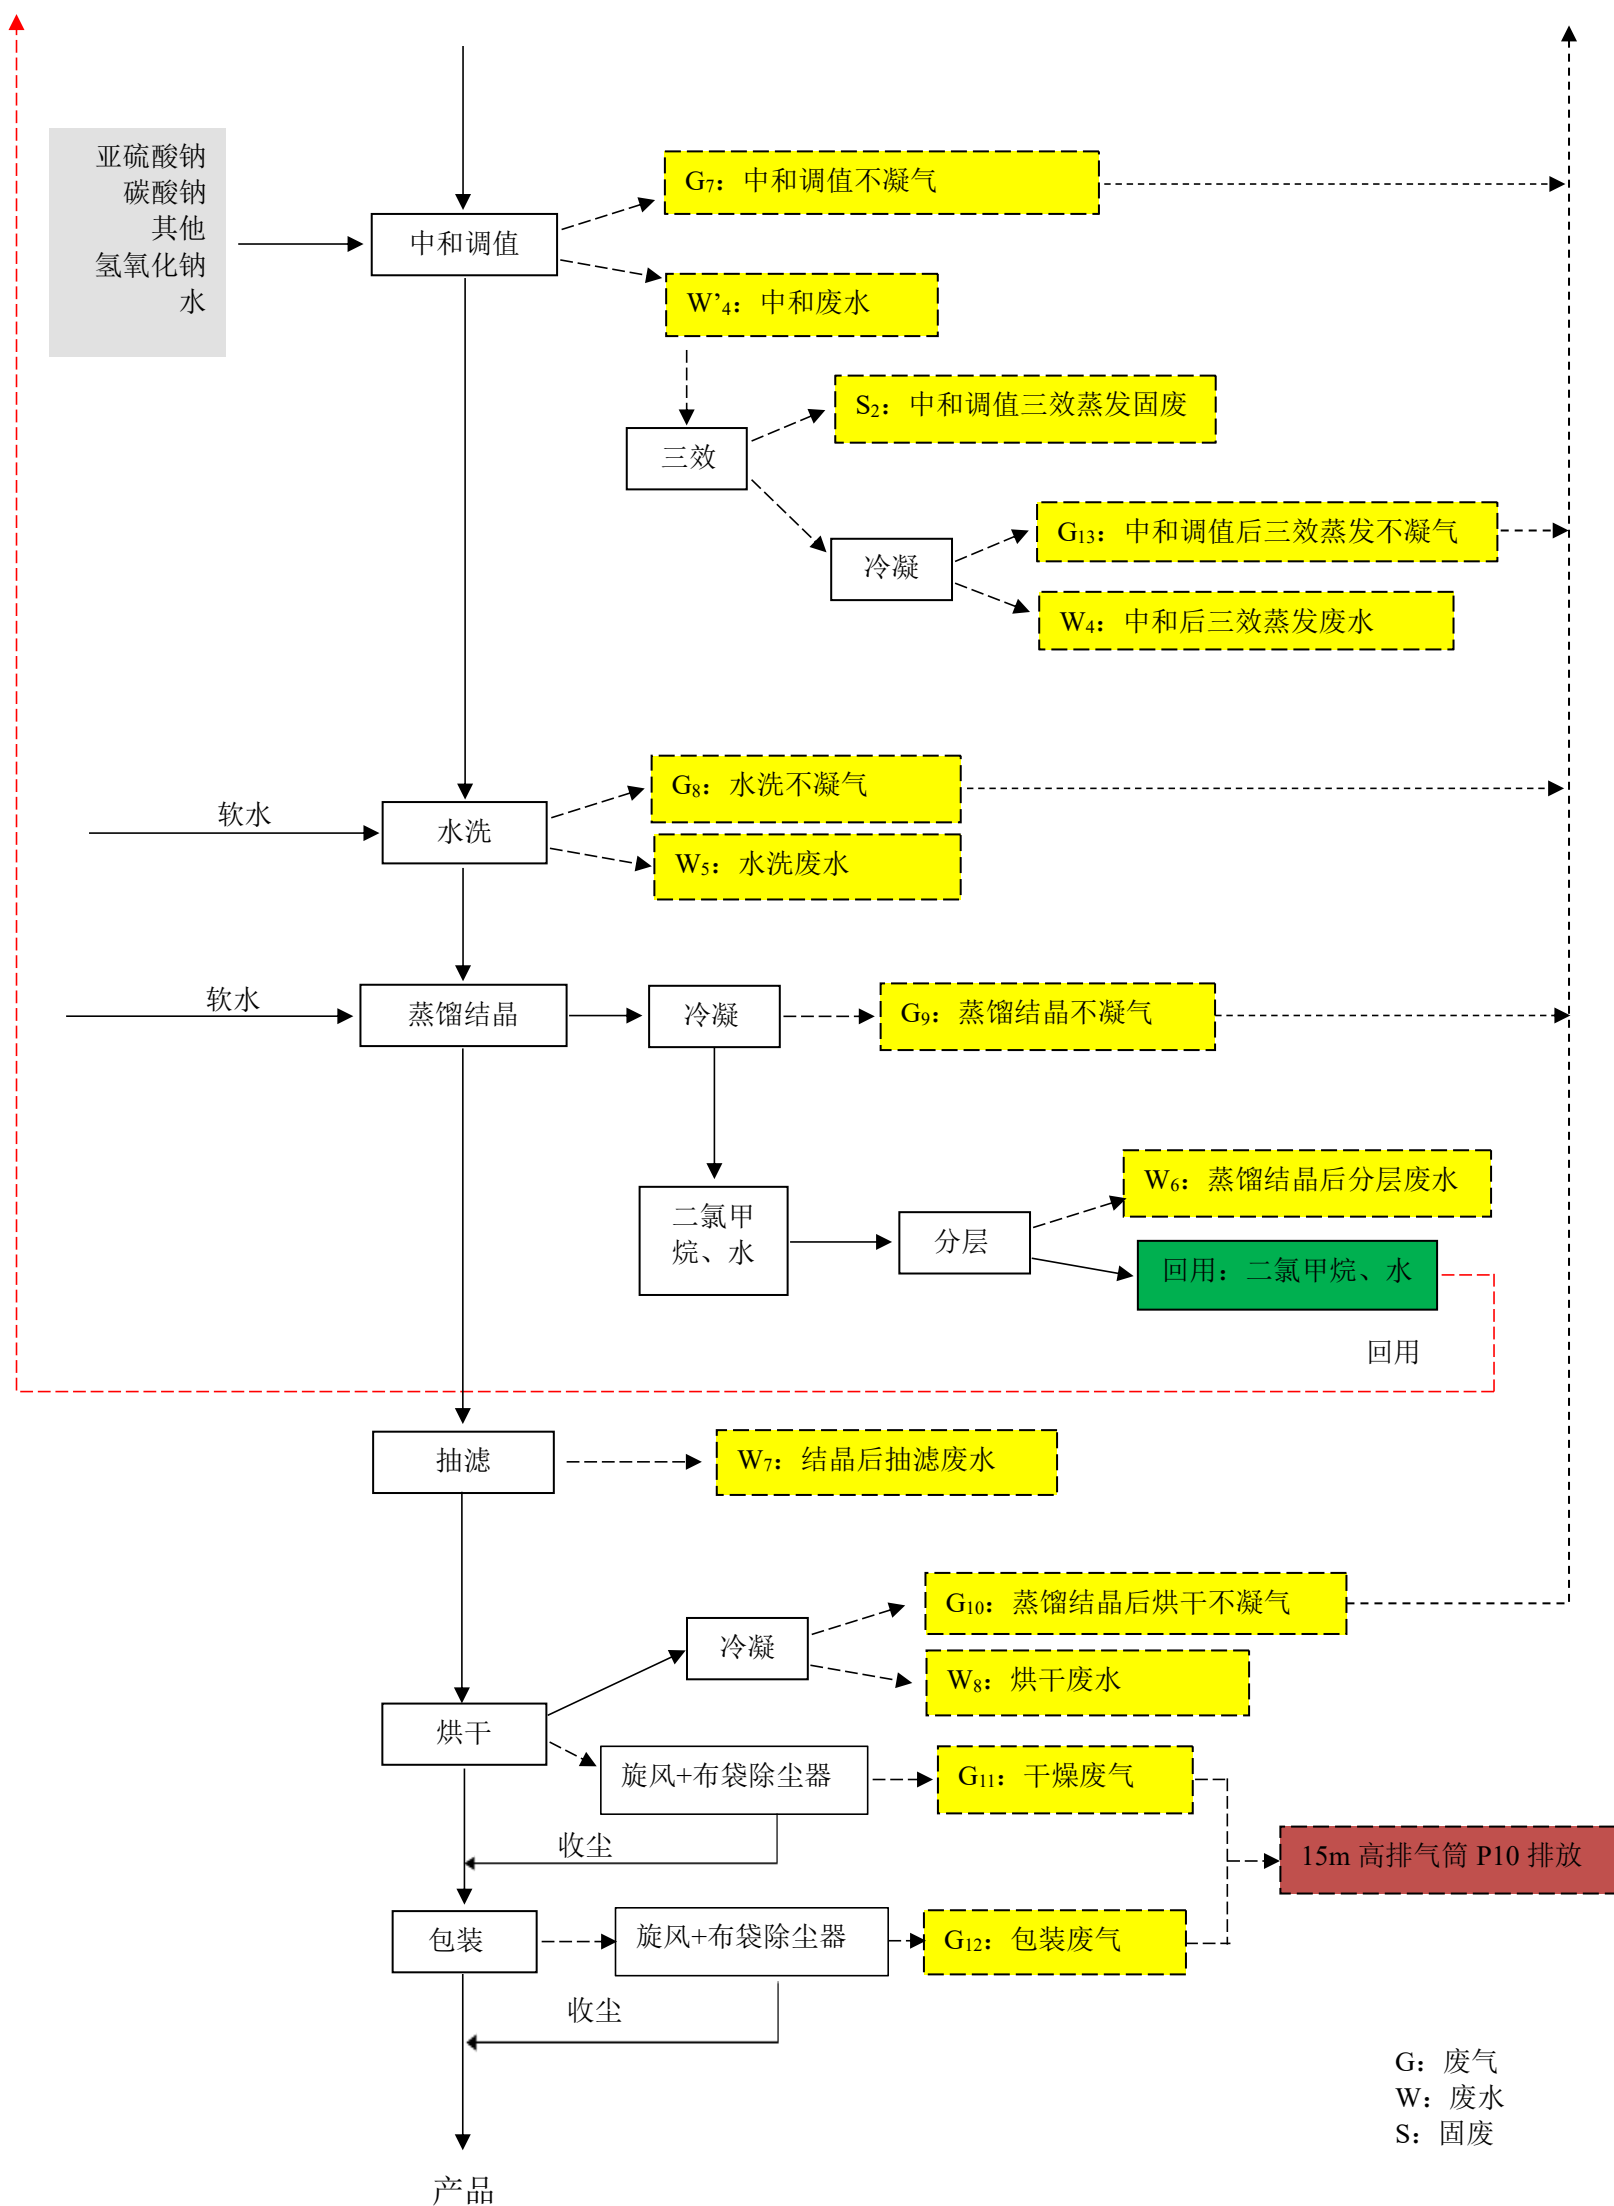 亚硫酸钠
碳酸钠
其他
氢氧化钠
水
G₇：中和调值不凝气
中和调值
W’₄：中和废水
S₂：中和调值三效蒸发固废
三效
G₁₃：中和调值后三效蒸发不凝气
冷凝
W₄：中和后三效蒸发废水
G₈：水洗不凝气
软水
水洗
W₅：水洗废水
软水
蒸馏结晶
冷凝
G₉：蒸馏结晶不凝气
W₆：蒸馏结晶后分层废水
二氯甲
烷、水
分层
回用：二氯甲烷、水
回用
抽滤
W₇：结晶后抽滤废水
G₁₀：蒸馏结晶后烘干不凝气
冷凝
W₈：烘干废水
烘干
旋风+布袋除尘器
G₁₁：干燥废气
收尘
15m 高排气筒 P10 排放
包装
旋风+布袋除尘器
G₁₂：包装废气
收尘
G：废气
W：废水
S：固废
产品